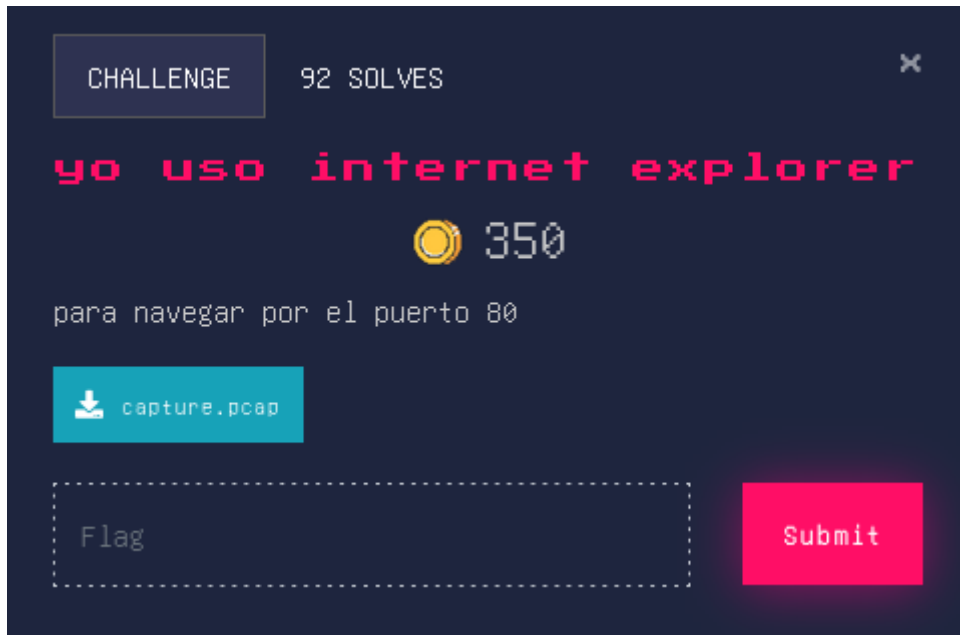 CHALLENGE 92 SOLVES ×
yo uso internet explorer
350
para navegar por el puerto 80
capture.pcap
Flag Submit